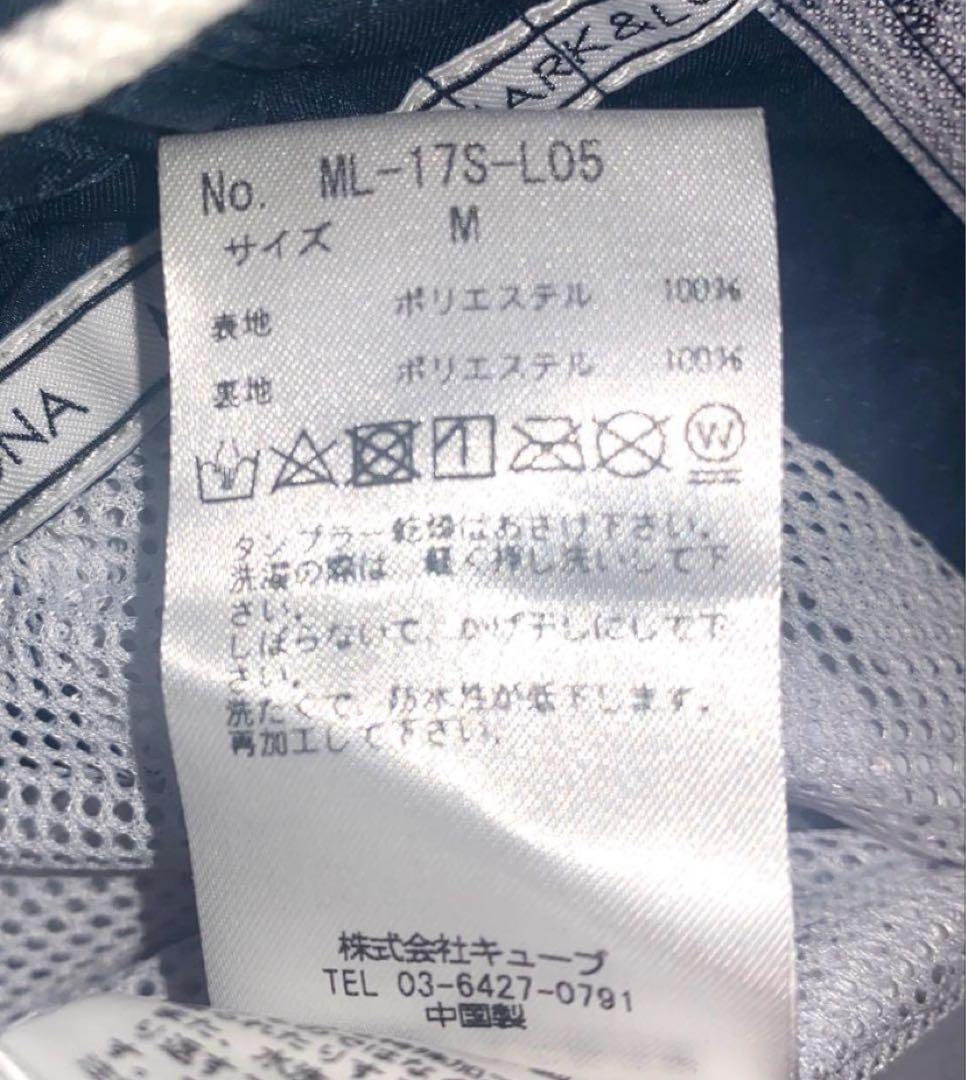 ARK & LO
No. ML-17S-L05
サイズ M
表地 ポリエステル 100%
裏地 ポリエステル 100%
NA
W
タンブラー乾燥はおさけ下さい。
洗濯の際は、軽く押し洗いして下
さい。
しぼらないで、かげ干しにして下
さい。
洗たくで、防水性が低下します。
再加工して下さい。
株式会社キューブ
TEL 03-6427-0791
中国製